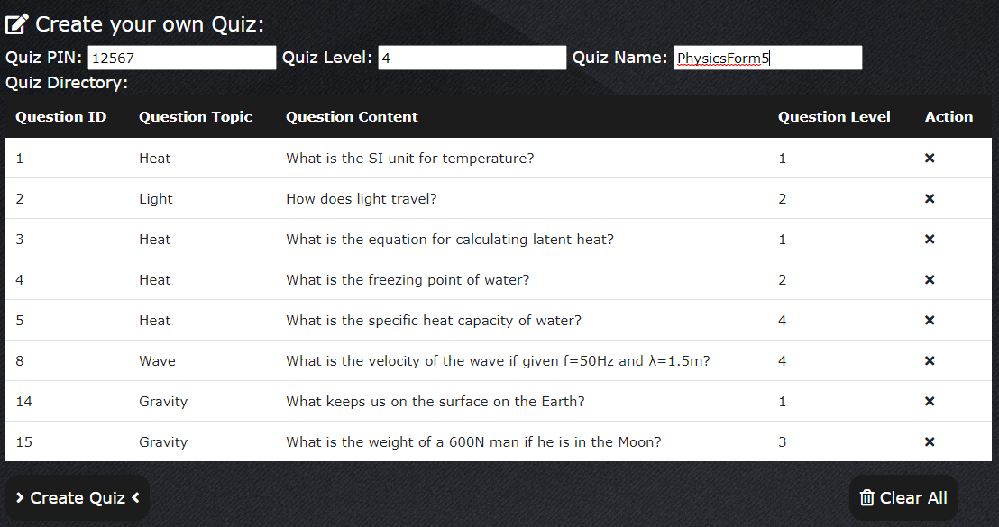 Create your own Quiz:
Quiz PIN: 12567 Quiz Level: 4 Quiz Name: PhysicsForm5
Quiz Directory:
Question ID Question Topic Question Content Question Level Action
1 Heat What is the SI unit for temperature? 1 ×
2 Light How does light travel? 2 ×
3 Heat What is the equation for calculating latent heat? 1 ×
4 Heat What is the freezing point of water? 2 ×
5 Heat What is the specific heat capacity of water? 4 ×
8 Wave What is the velocity of the wave if given f=50Hz and λ=1.5m? 4 ×
14 Gravity What keeps us on the surface on the Earth? 1 ×
15 Gravity What is the weight of a 600N man if he is in the Moon? 3 ×
> Create Quiz < Clear All